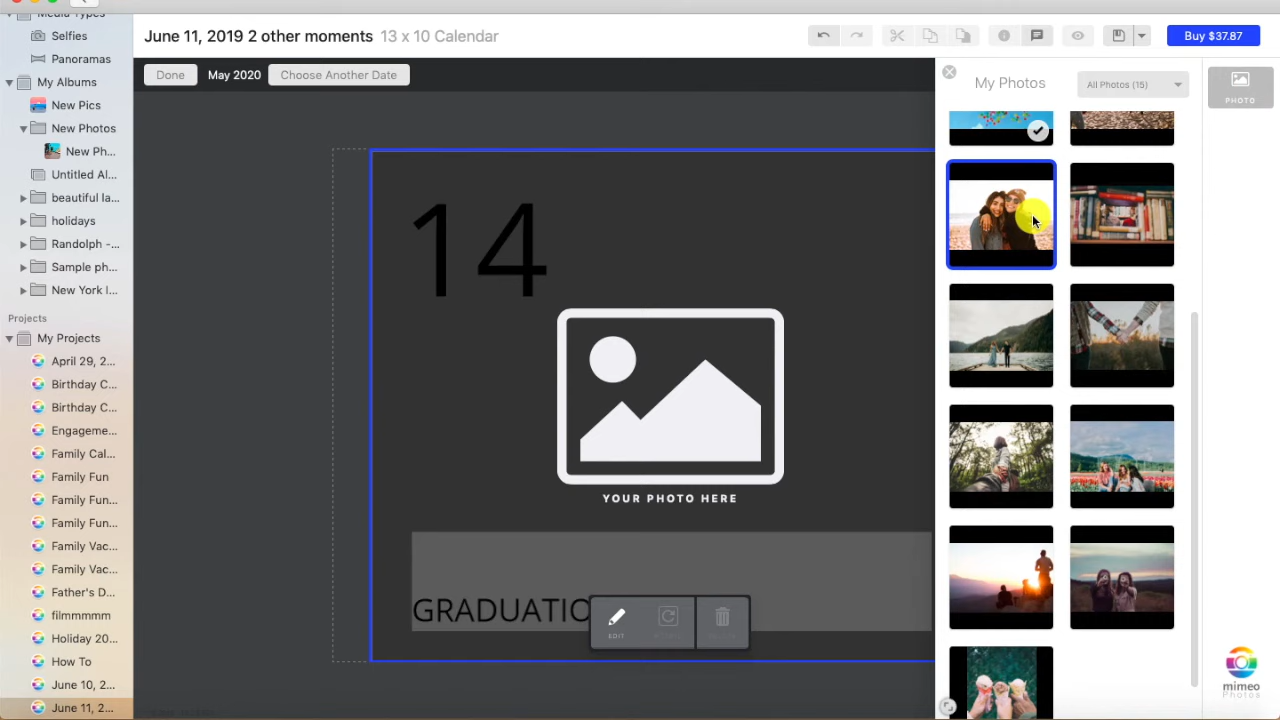 Media Types
Selfies
Panoramas
My Albums
New Pics
New Photos
New Ph...
Untitled Al...
beautiful la...
holidays
Randolph -...
Sample ph...
New York I...
Projects
My Projects
April 29, 2...
Birthday C...
Birthday C...
Engageme...
Family Cal...
Family Fun
Family Fun...
Family Fun...
Family Vac...
Family Vac...
Father's D...
filmmmmm
Holiday 20...
How To
June 10, 2...
June 11, 2...
June 11, 2019 2 other moments 13 x 10 Calendar
Buy $37.87
Done May 2020 Choose Another Date
14
YOUR PHOTO HERE
GRADUATIO
EDIT
My Photos All Photos (15)
PHOTO
mimeo
Photos